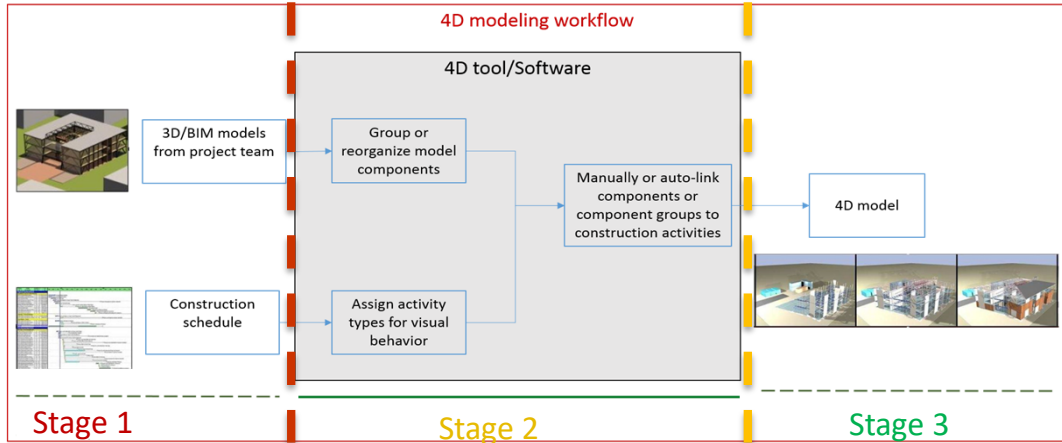 4D modeling workflow
4D tool/Software
3D/BIM models
from project team
Group or
reorganize model
components
Manually or auto-link
components or
component groups to
construction activities
4D model
Construction
schedule
Assign activity
types for visual
behavior
Stage 1
Stage 2
Stage 3